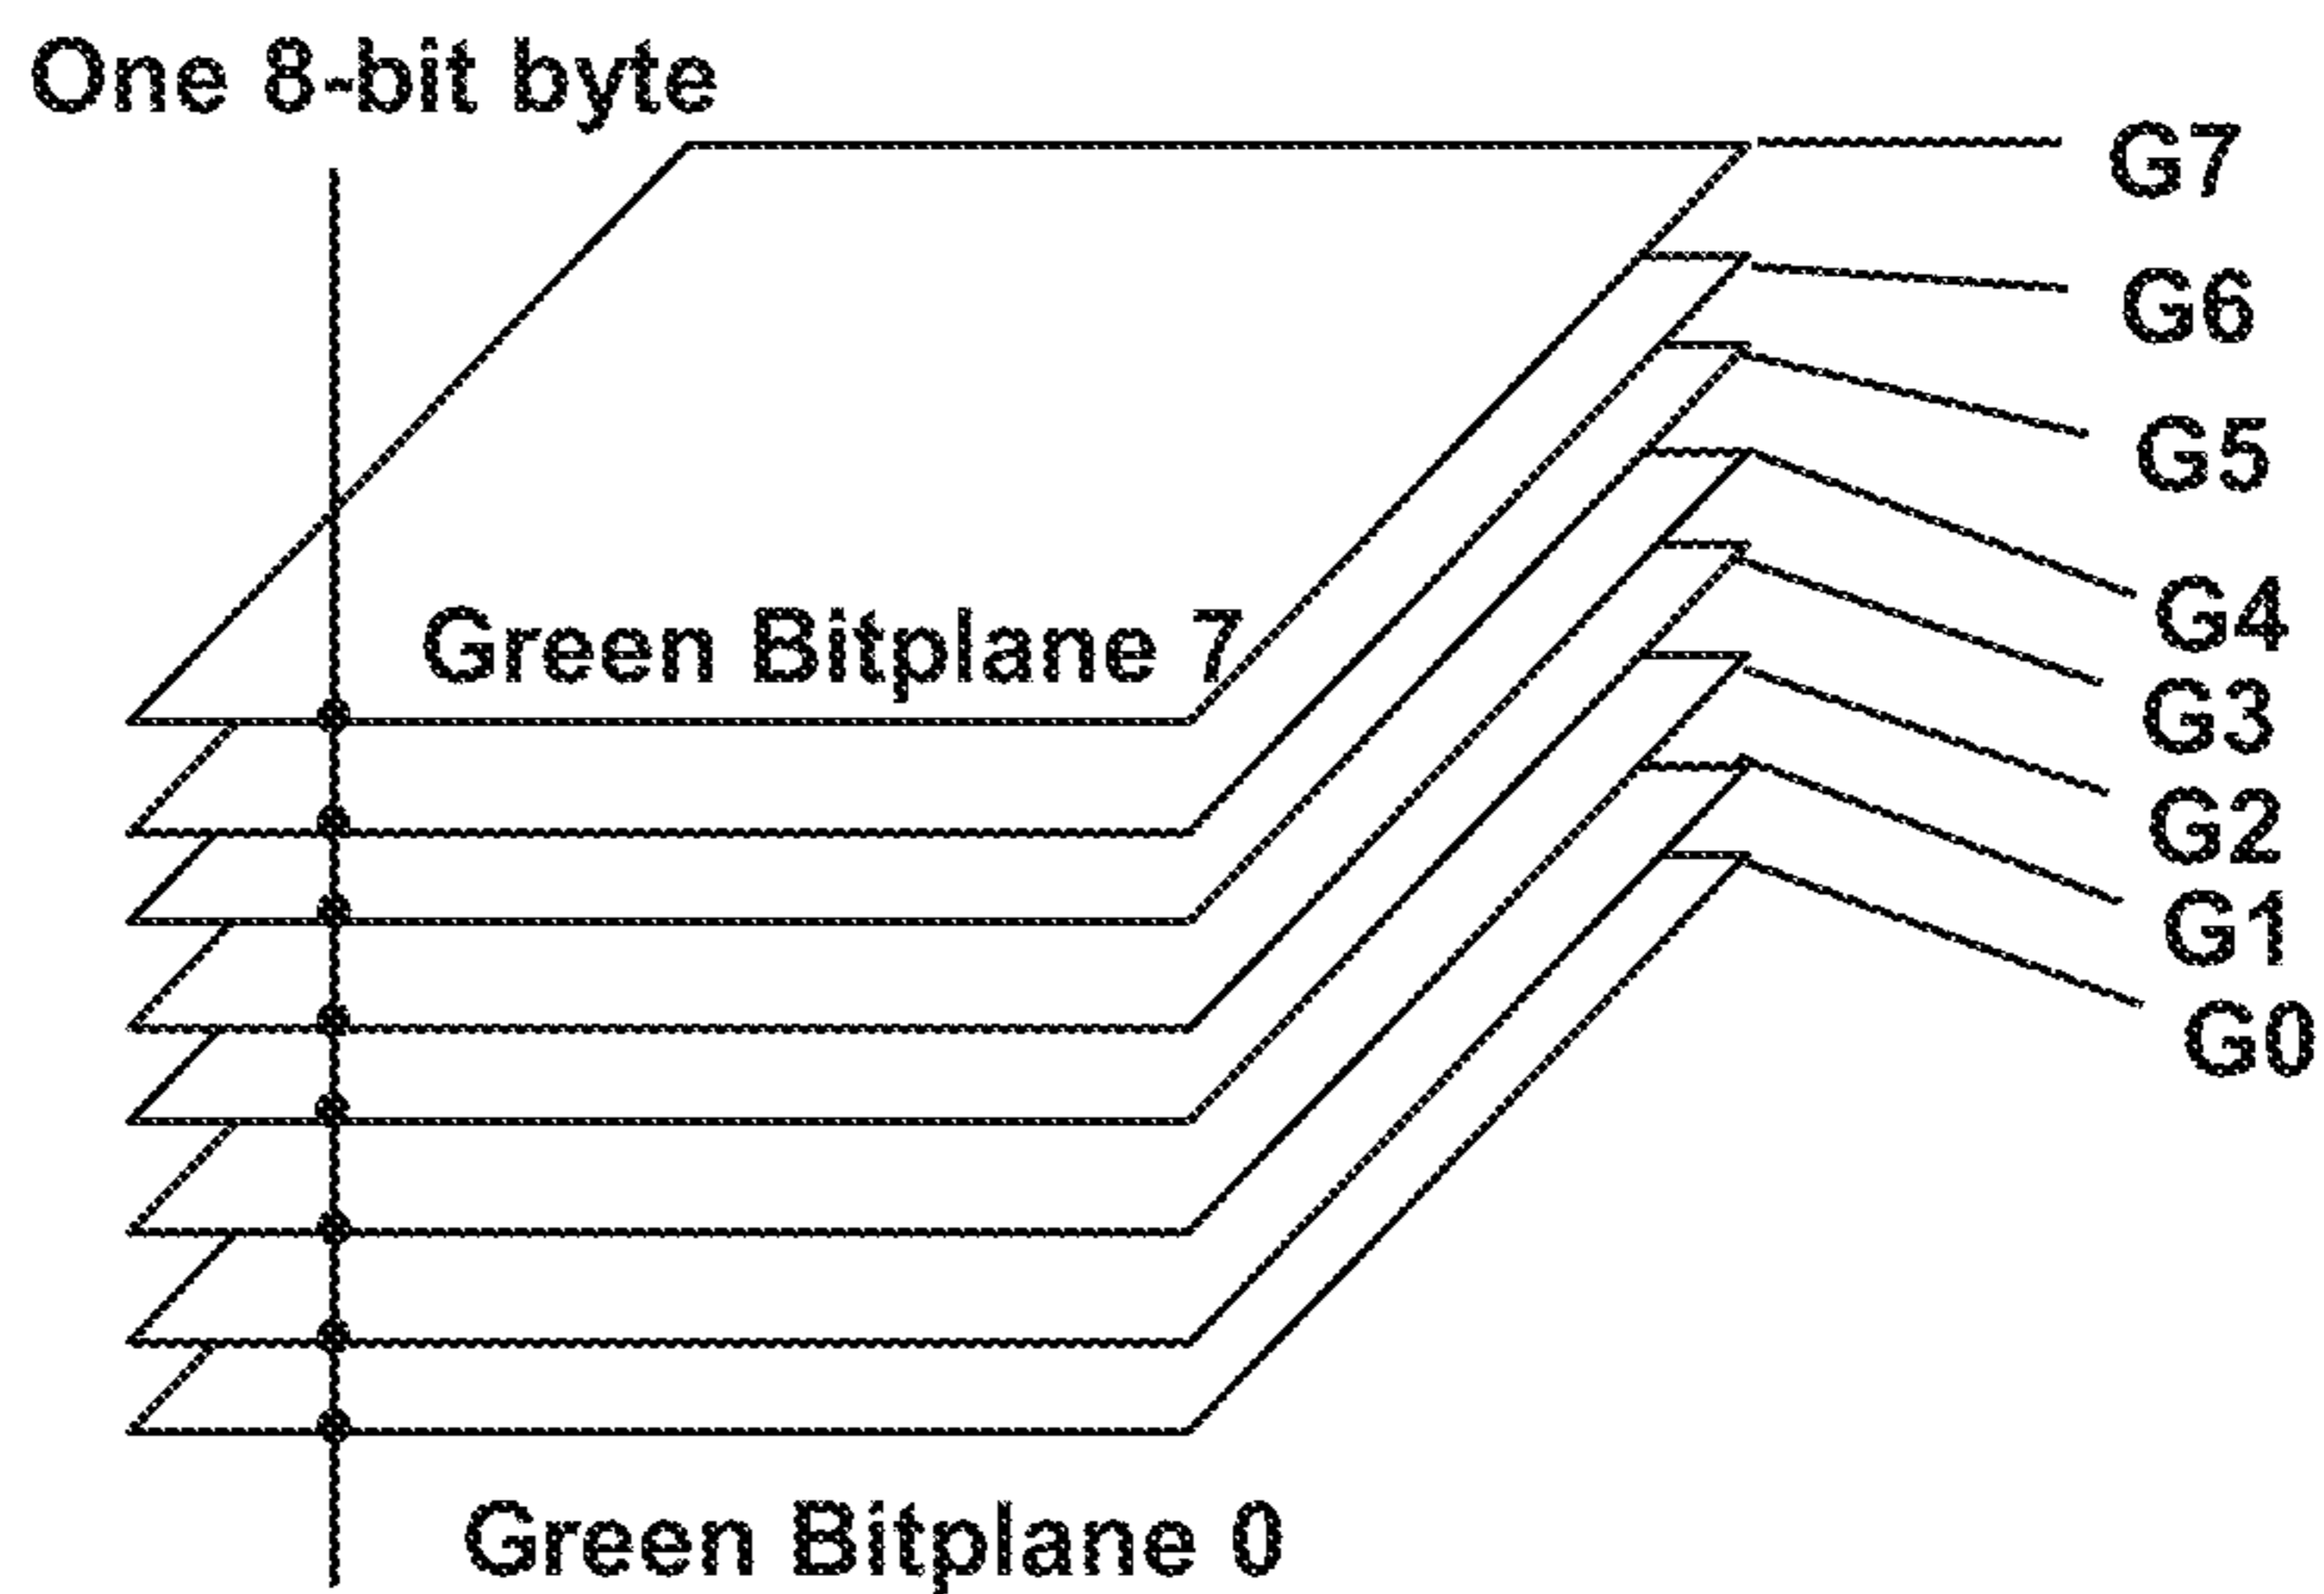 One 8-bit byte
G7
G6
G5
G4
Green Bitplane 7
G3
G2
G1
G0
Green Bitplane 0